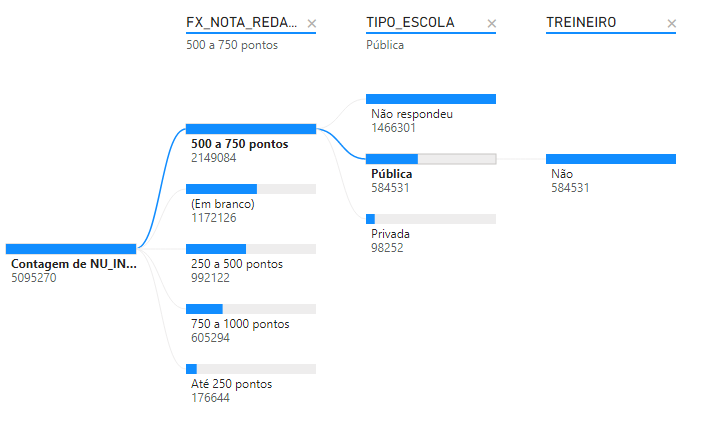 FX_NOTA_REDA... ×
500 a 750 pontos
TIPO_ESCOLA ×
Pública
TREINEIRO ×
Contagem de NU_IN...
5095270
500 a 750 pontos
2149084
(Em branco)
1172126
250 a 500 pontos
992122
750 a 1000 pontos
605294
Até 250 pontos
176644
Não respondeu
1466301
Pública
584531
Privada
98252
Não
584531